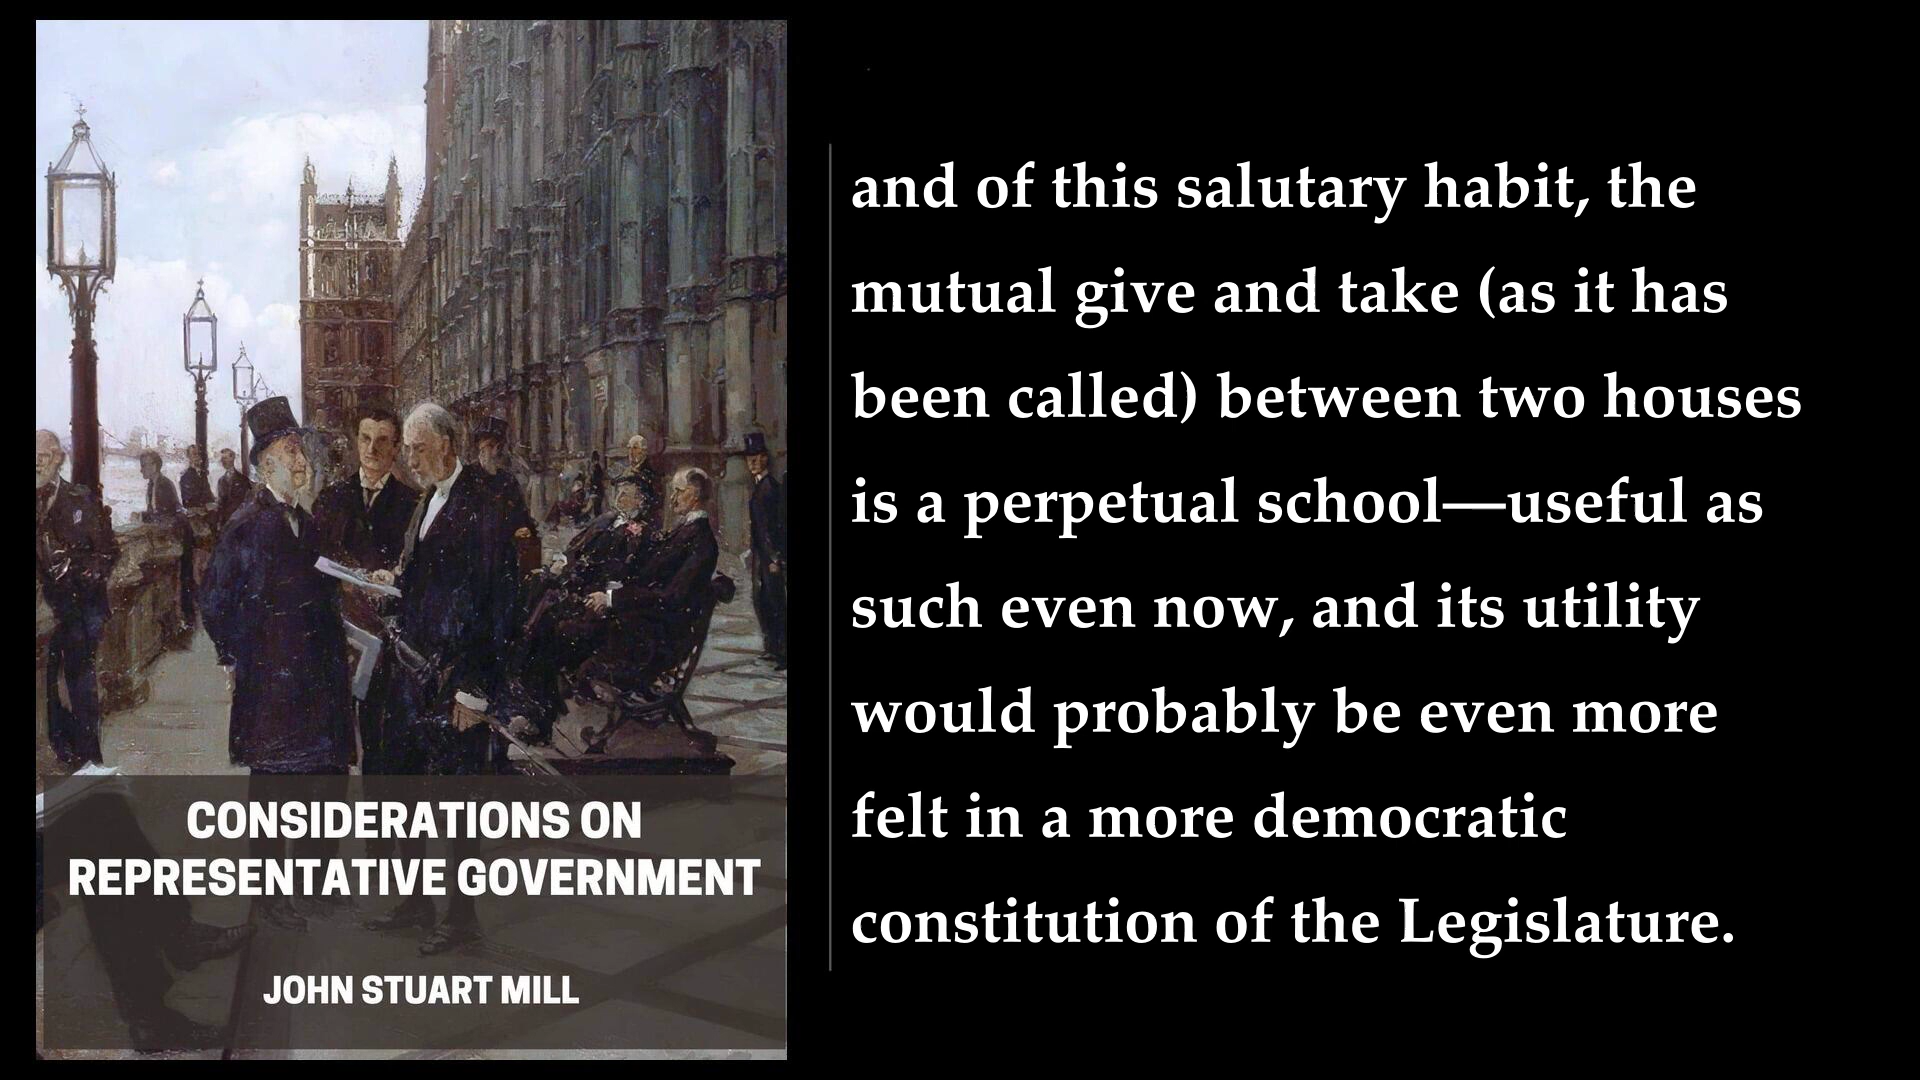 CONSIDERATIONS ON
REPRESENTATIVE GOVERNMENT
JOHN STUART MILL
and of this salutary habit, the
mutual give and take (as it has
been called) between two houses
is a perpetual school—useful as
such even now, and its utility
would probably be even more
felt in a more democratic
constitution of the Legislature.